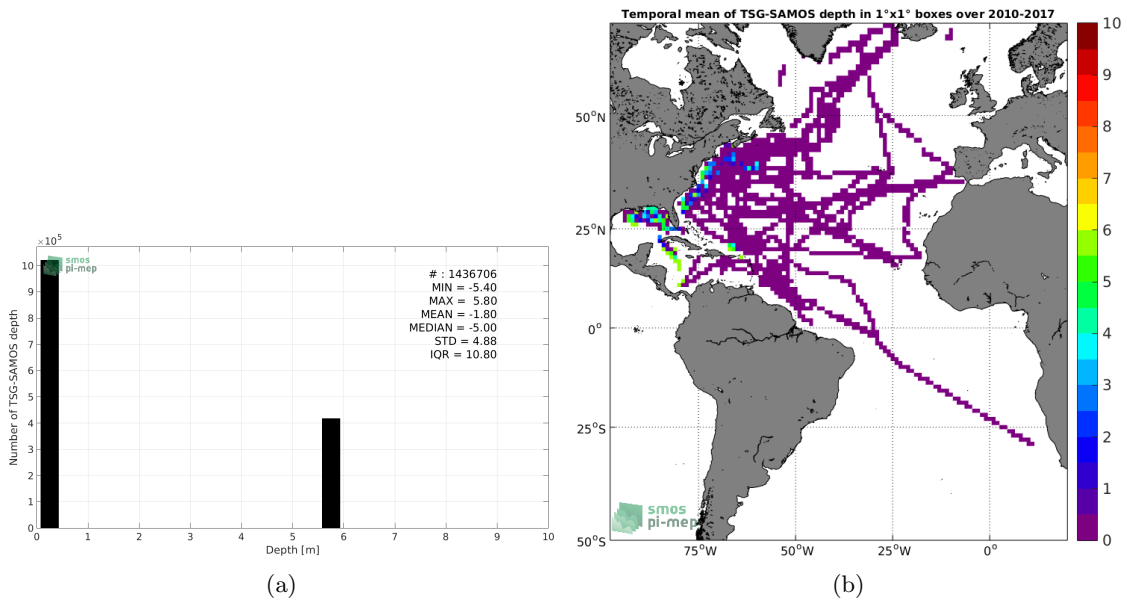 ×10⁵
10
9
8
7
6
5
4
3
2
1
0
Number of TSG-SAMOS depth
smos
pi-mep
# : 1436706
MIN = -5.40
MAX = 5.80
MEAN = -1.80
MEDIAN = -5.00
STD = 4.88
IQR = 10.80
0 1 2 3 4 5 6 7 8 9 10
Depth [m]
(a)
Temporal mean of TSG-SAMOS depth in 1°x1° boxes over 2010-2017
50°N
25°N
0°
25°S
50°S
smos
pi-mep
75°W 50°W 25°W 0°
10
9
8
7
6
5
4
3
2
1
0
(b)